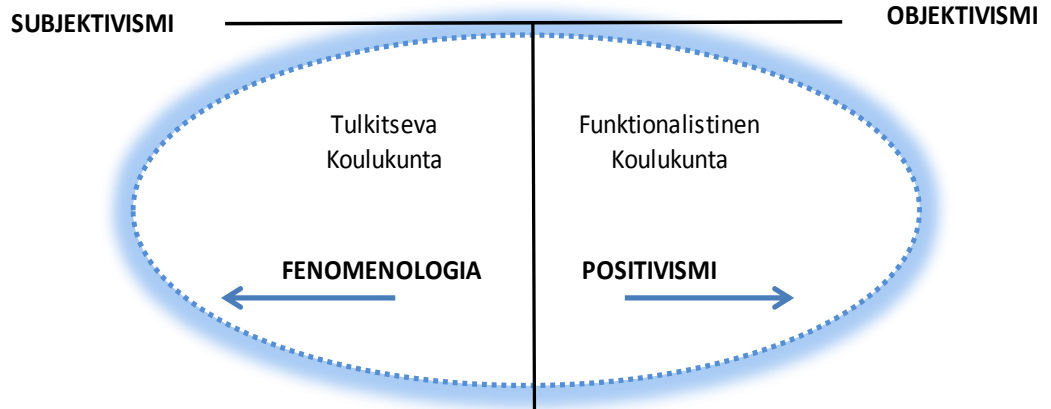 SUBJEKTIVISMI
OBJEKTIVISMI
Tulkitseva
Koulukunta
Funktionalistinen
Koulukunta
FENOMENOLOGIA
POSITIVISMI